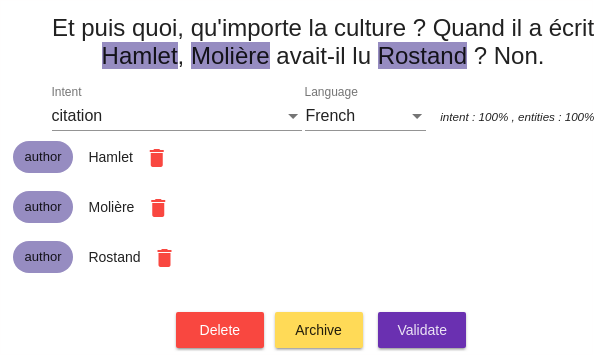 Et puis quoi, qu'importe la culture ? Quand il a écrit
Hamlet, Molière avait-il lu Rostand ? Non.
Intent
Language
citation
French
intent : 100% , entities : 100%
author Hamlet
author Molière
author Rostand
Delete Archive Validate